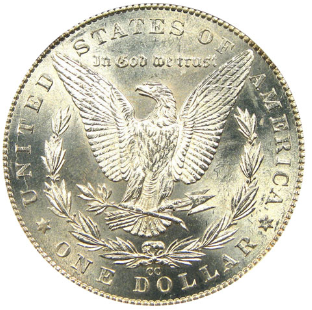 UNITED STATES OF AMERICA
In God we trust
CC
ONE DOLLAR